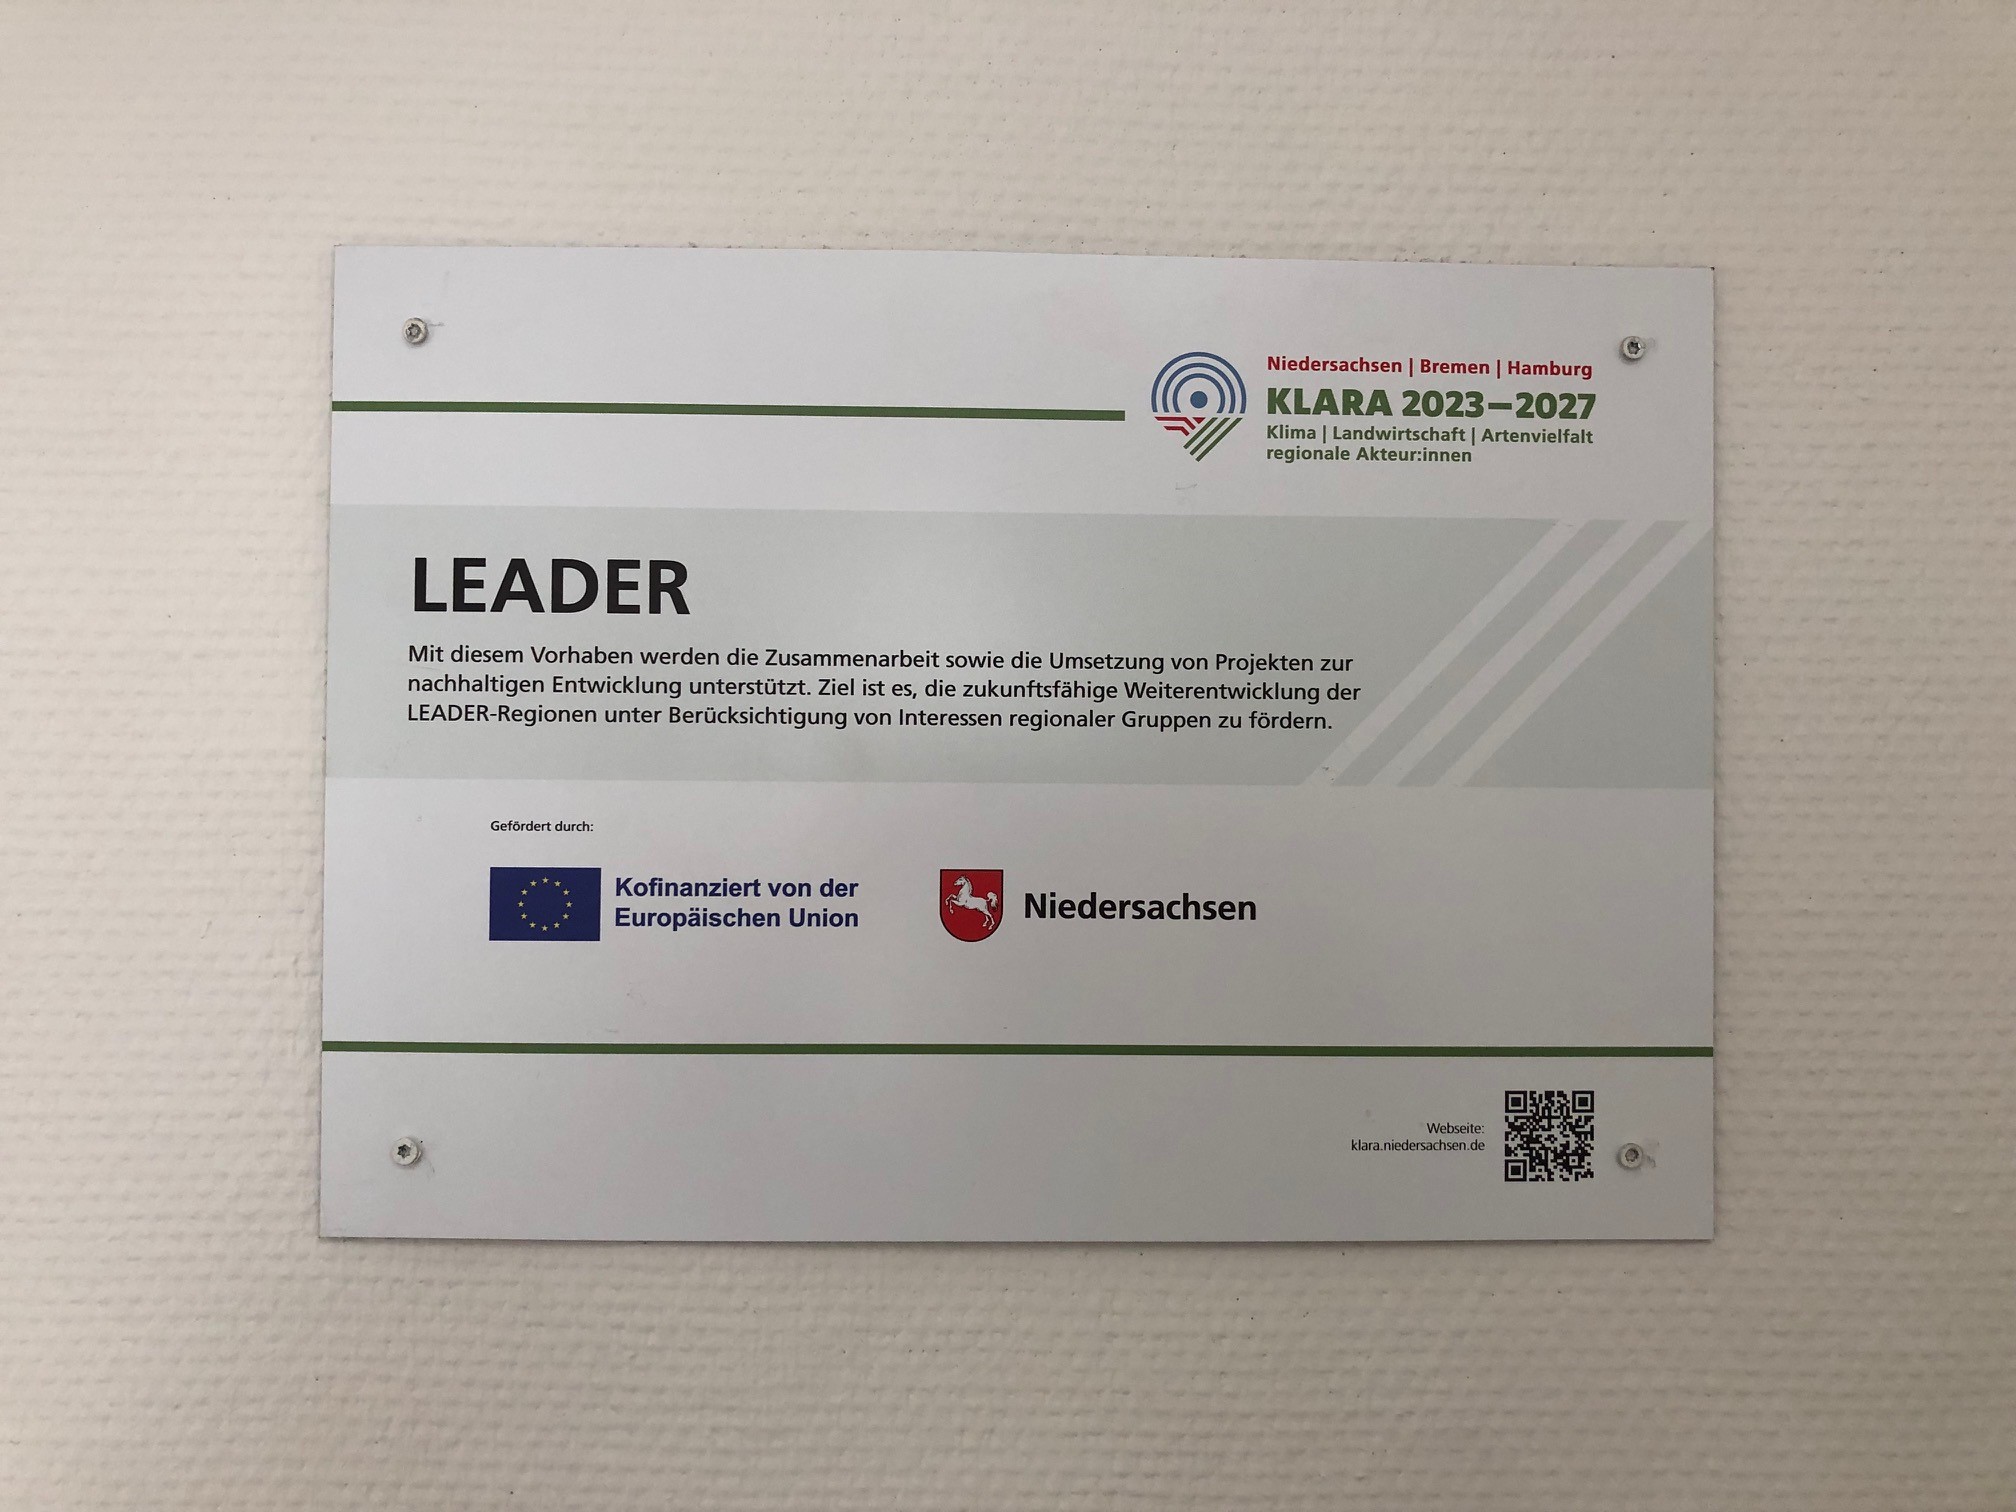 Niedersachsen | Bremen | Hamburg
KLARA 2023–2027
Klima | Landwirtschaft | Artenvielfalt
regionale Akteur:innen
LEADER
Mit diesem Vorhaben werden die Zusammenarbeit sowie die Umsetzung von Projekten zur
nachhaltigen Entwicklung unterstützt. Ziel ist es, die zukunftsfähige Weiterentwicklung der
LEADER-Regionen unter Berücksichtigung von Interessen regionaler Gruppen zu fördern.
Gefördert durch:
Kofinanziert von der
Europäischen Union
Niedersachsen
Webseite:
klara.niedersachsen.de